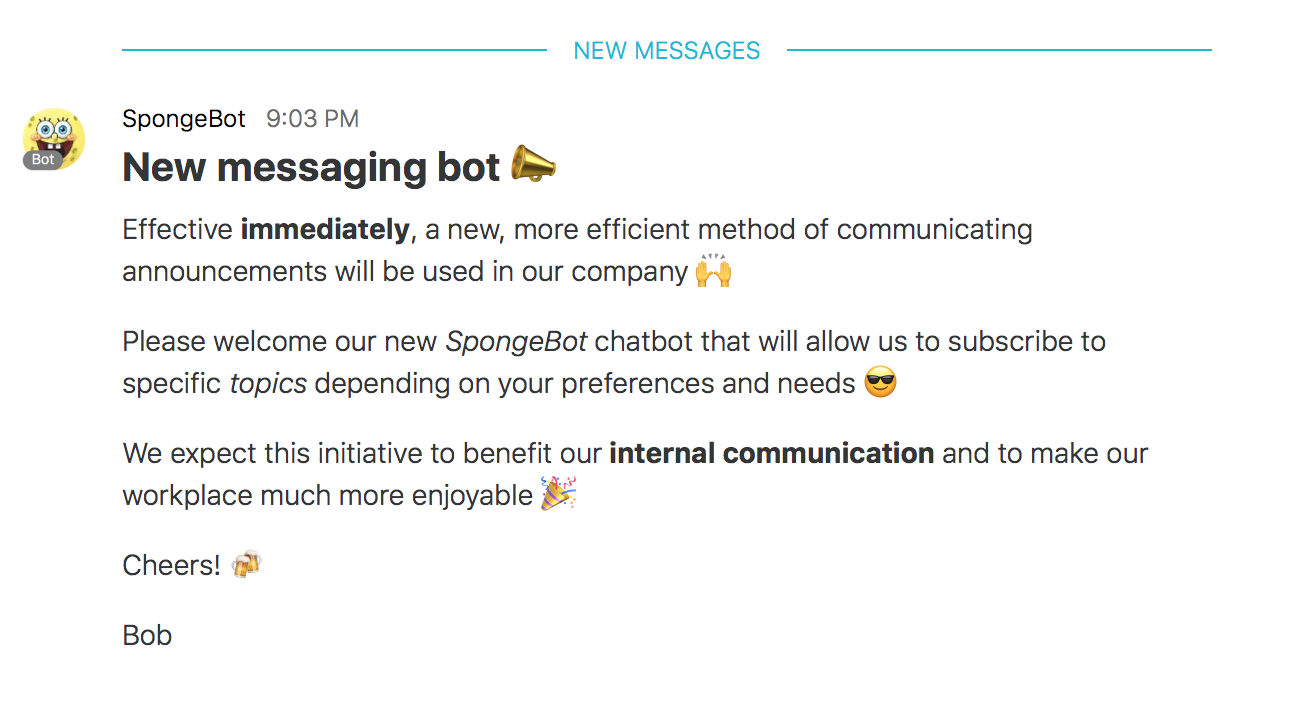 NEW MESSAGES
SpongeBot 9:03 PM
Bot
New messaging bot 📣
Effective immediately, a new, more efficient method of communicating
announcements will be used in our company 🙌
Please welcome our new SpongeBot chatbot that will allow us to subscribe to
specific topics depending on your preferences and needs 😎
We expect this initiative to benefit our internal communication and to make our
workplace much more enjoyable 🎉
Cheers! 🍻
Bob